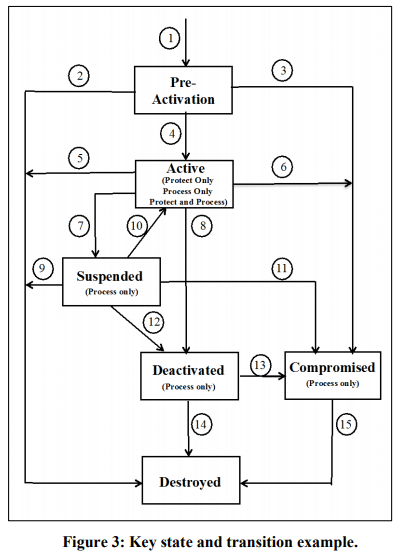 1
2
3
Pre-
Activation
4
5
Active
(Protect Only
Process Only
Protect and Process)
6
7
10
8
9
Suspended
(Process only)
11
12
Deactivated
(Process only)
13
Compromised
(Process only)
14
15
Destroyed
Figure 3: Key state and transition example.